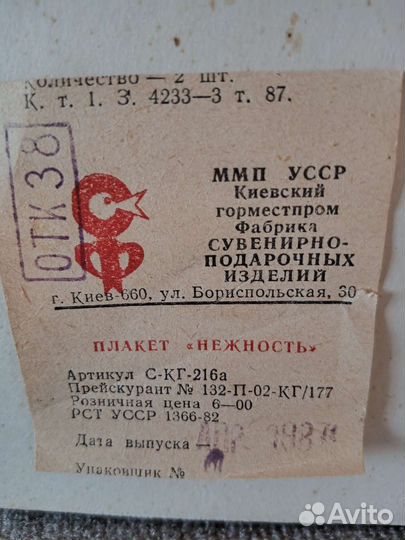 Количество — 2 шт.
К. т. 1. З. 4233—3 т. 87.
ОТК 38
ММП УССР
Киевский
горместпром
Фабрика
СУВЕНИРНО-
ПОДАРОЧНЫХ
ИЗДЕЛИЙ
г. Киев-660, ул. Бориспольская, 30
ПЛАКЕТ «НЕЖНОСТЬ»
Артикул С-КГ-216а
Прейскурант № 132-П-02-КГ/177
Розничная цена 6—00
РСТ УССР 1366-82
Дата выпуска —
Упаковщик №
Avito